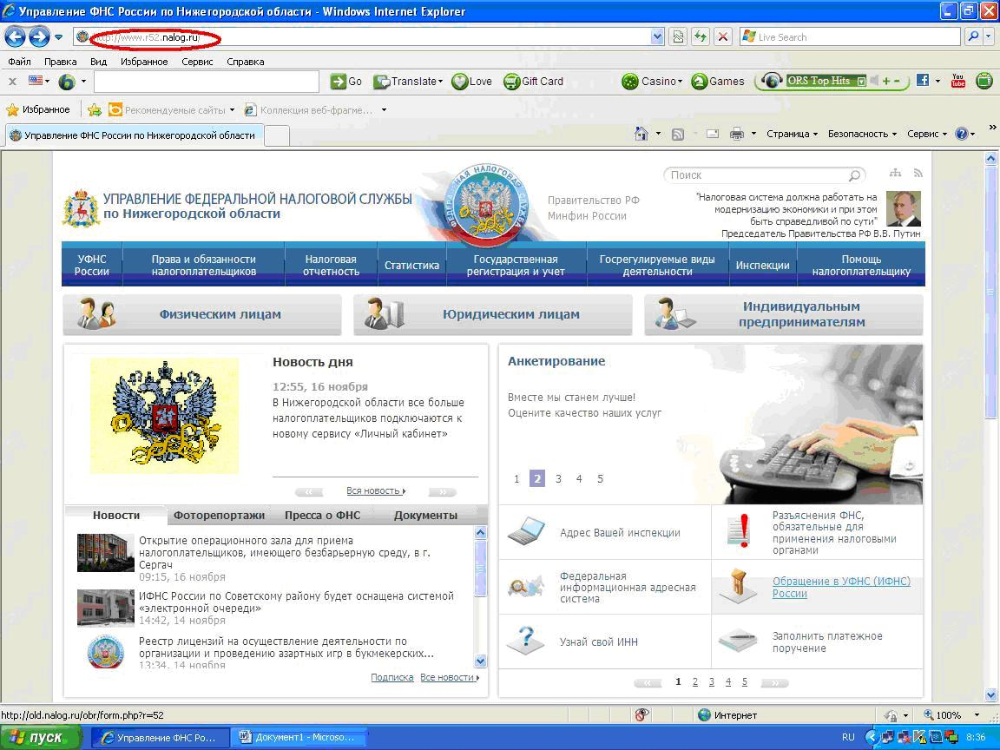 Управление ФНС России по Нижегородской области - Windows Internet Explorer
http://www.r52.nalog.ru/
Live Search
Файл Правка Вид Избранное Сервис Справка
Go Translate Love Gift Card Casino Games ORS Top Hits You Tube
Избранное Рекомендуемые сайты Коллекция веб-фрагме...
Управление ФНС России по Нижегородской области
Страница Безопасность Сервис
УПРАВЛЕНИЕ ФЕДЕРАЛЬНОЙ НАЛОГОВОЙ СЛУЖБЫ
по Нижегородской области
Правительство РФ
Минфин России
Поиск
"Налоговая система должна работать на
модернизацию экономики и при этом
быть справедливой по сути"
Председатель Правительства РФ В.В. Путин
УФНС
России
Права и обязанности
налогоплательщиков
Налоговая
отчетность
Статистика
Государственная
регистрация и учет
Госрегулируемые виды
деятельности
Инспекции
Помощь
налогоплательщику
Физическим лицам
Юридическим лицам
Индивидуальным
предпринимателям
Новость дня
12:55, 16 ноября
В Нижегородской области все больше
налогоплательщиков подключаются к
новому сервису «Личный кабинет»
Вся новость
Анкетирование
Вместе мы станем лучше!
Оцените качество наших услуг
1 2 3 4 5
Новости Фоторепортажи Пресса о ФНС Документы
Открытие операционного зала для приема
налогоплательщиков, имеющего безбарьерную среду, в г.
Сергач
09:15, 16 ноября
ИФНС России по Советскому району будет оснащена системой
«электронной очереди»
14:42, 14 ноября
Реестр лицензий на осуществление деятельности по
организации и проведению азартных игр в букмекерских...
13:34, 14 ноября
Подписка Все новости
Адрес Вашей инспекции
Разъяснения ФНС,
обязательные для
применения налоговыми
органами
Федеральная
информационная адресная
система
Обращение в УФНС (ИФНС)
России
Узнай свой ИНН
Заполнить платежное
поручение
1 2 3 4 5
http://old.nalog.ru/obr/form.php?r=52
Интернет
100%
пуск
Управление ФНС Ро...
Документ1 - Microso...
RU
8:36